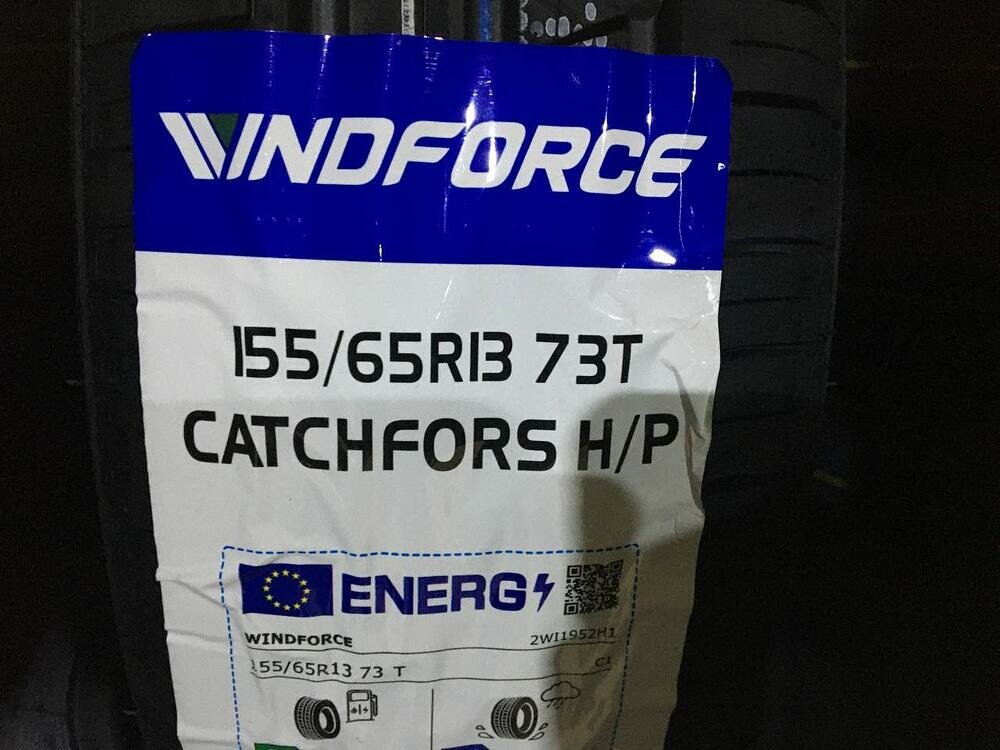 WINDFORCE
155/65R13 73T
CATCHFORS H/P
ENERG
WINDFORCE 2WI1952H1
155/65R13 73 T C1